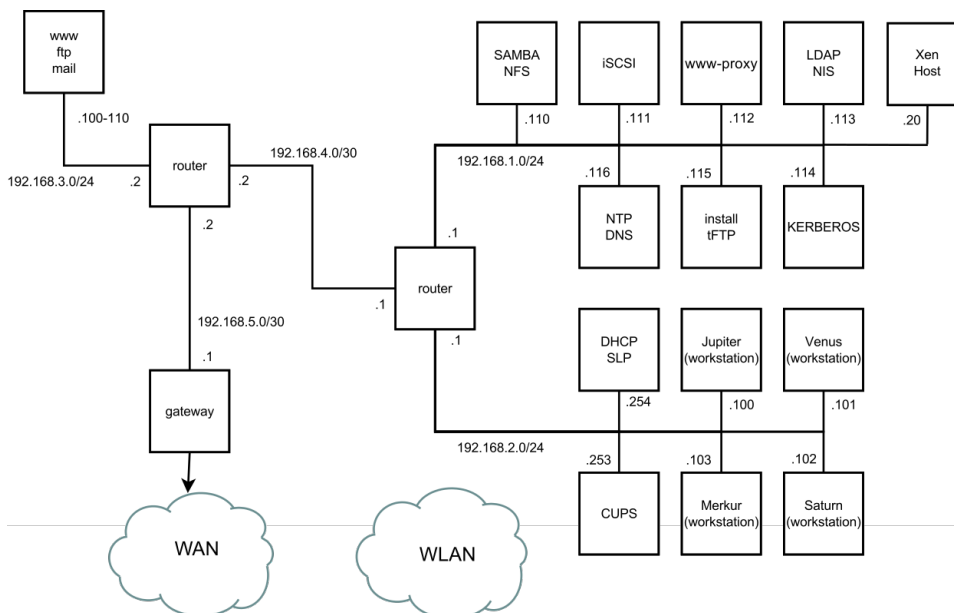 www
ftp
mail
SAMBA
NFS
iSCSI
www-proxy
LDAP
NIS
Xen
Host
.100-110
.110
.111
.112
.113
.20
192.168.3.0/24
.2
router
.2
.2
192.168.4.0/30
192.168.1.0/24
.116
.115
.114
NTP
DNS
install
tFTP
KERBEROS
.1
router
.1
.1
192.168.5.0/30
.1
gateway
DHCP
SLP
Jupiter
(workstation)
Venus
(workstation)
.254
.100
.101
192.168.2.0/24
.253
.103
.102
CUPS
Merkur
(workstation)
Saturn
(workstation)
WAN
WLAN